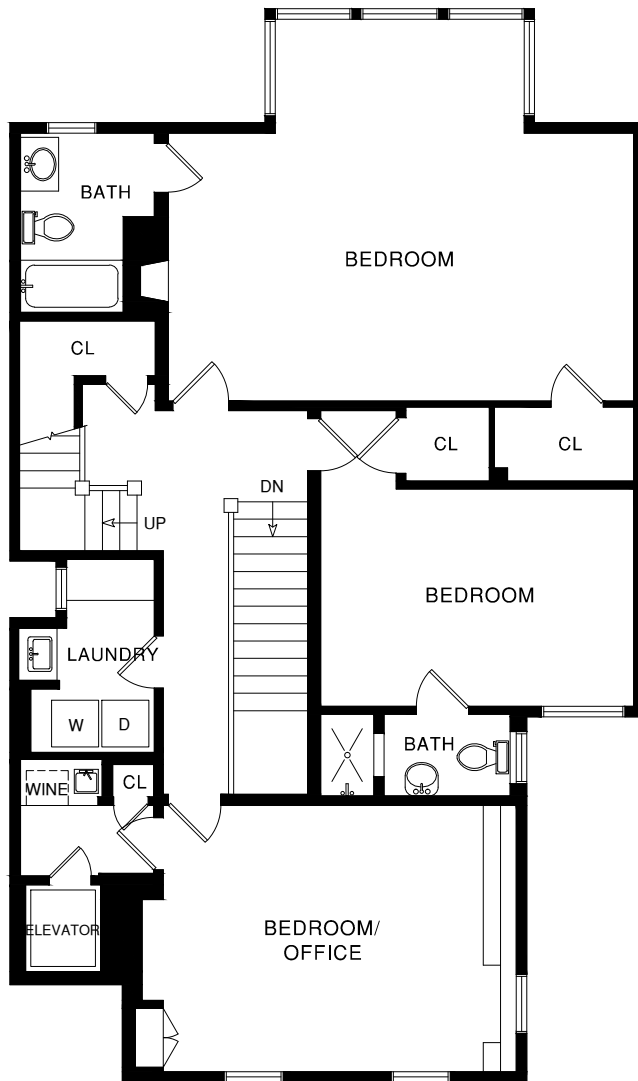 BATH
BEDROOM
CL
CL
CL
DN
UP
BEDROOM
LAUNDRY
W
D
BATH
WINE
CL
ELEVATOR
BEDROOM/
OFFICE